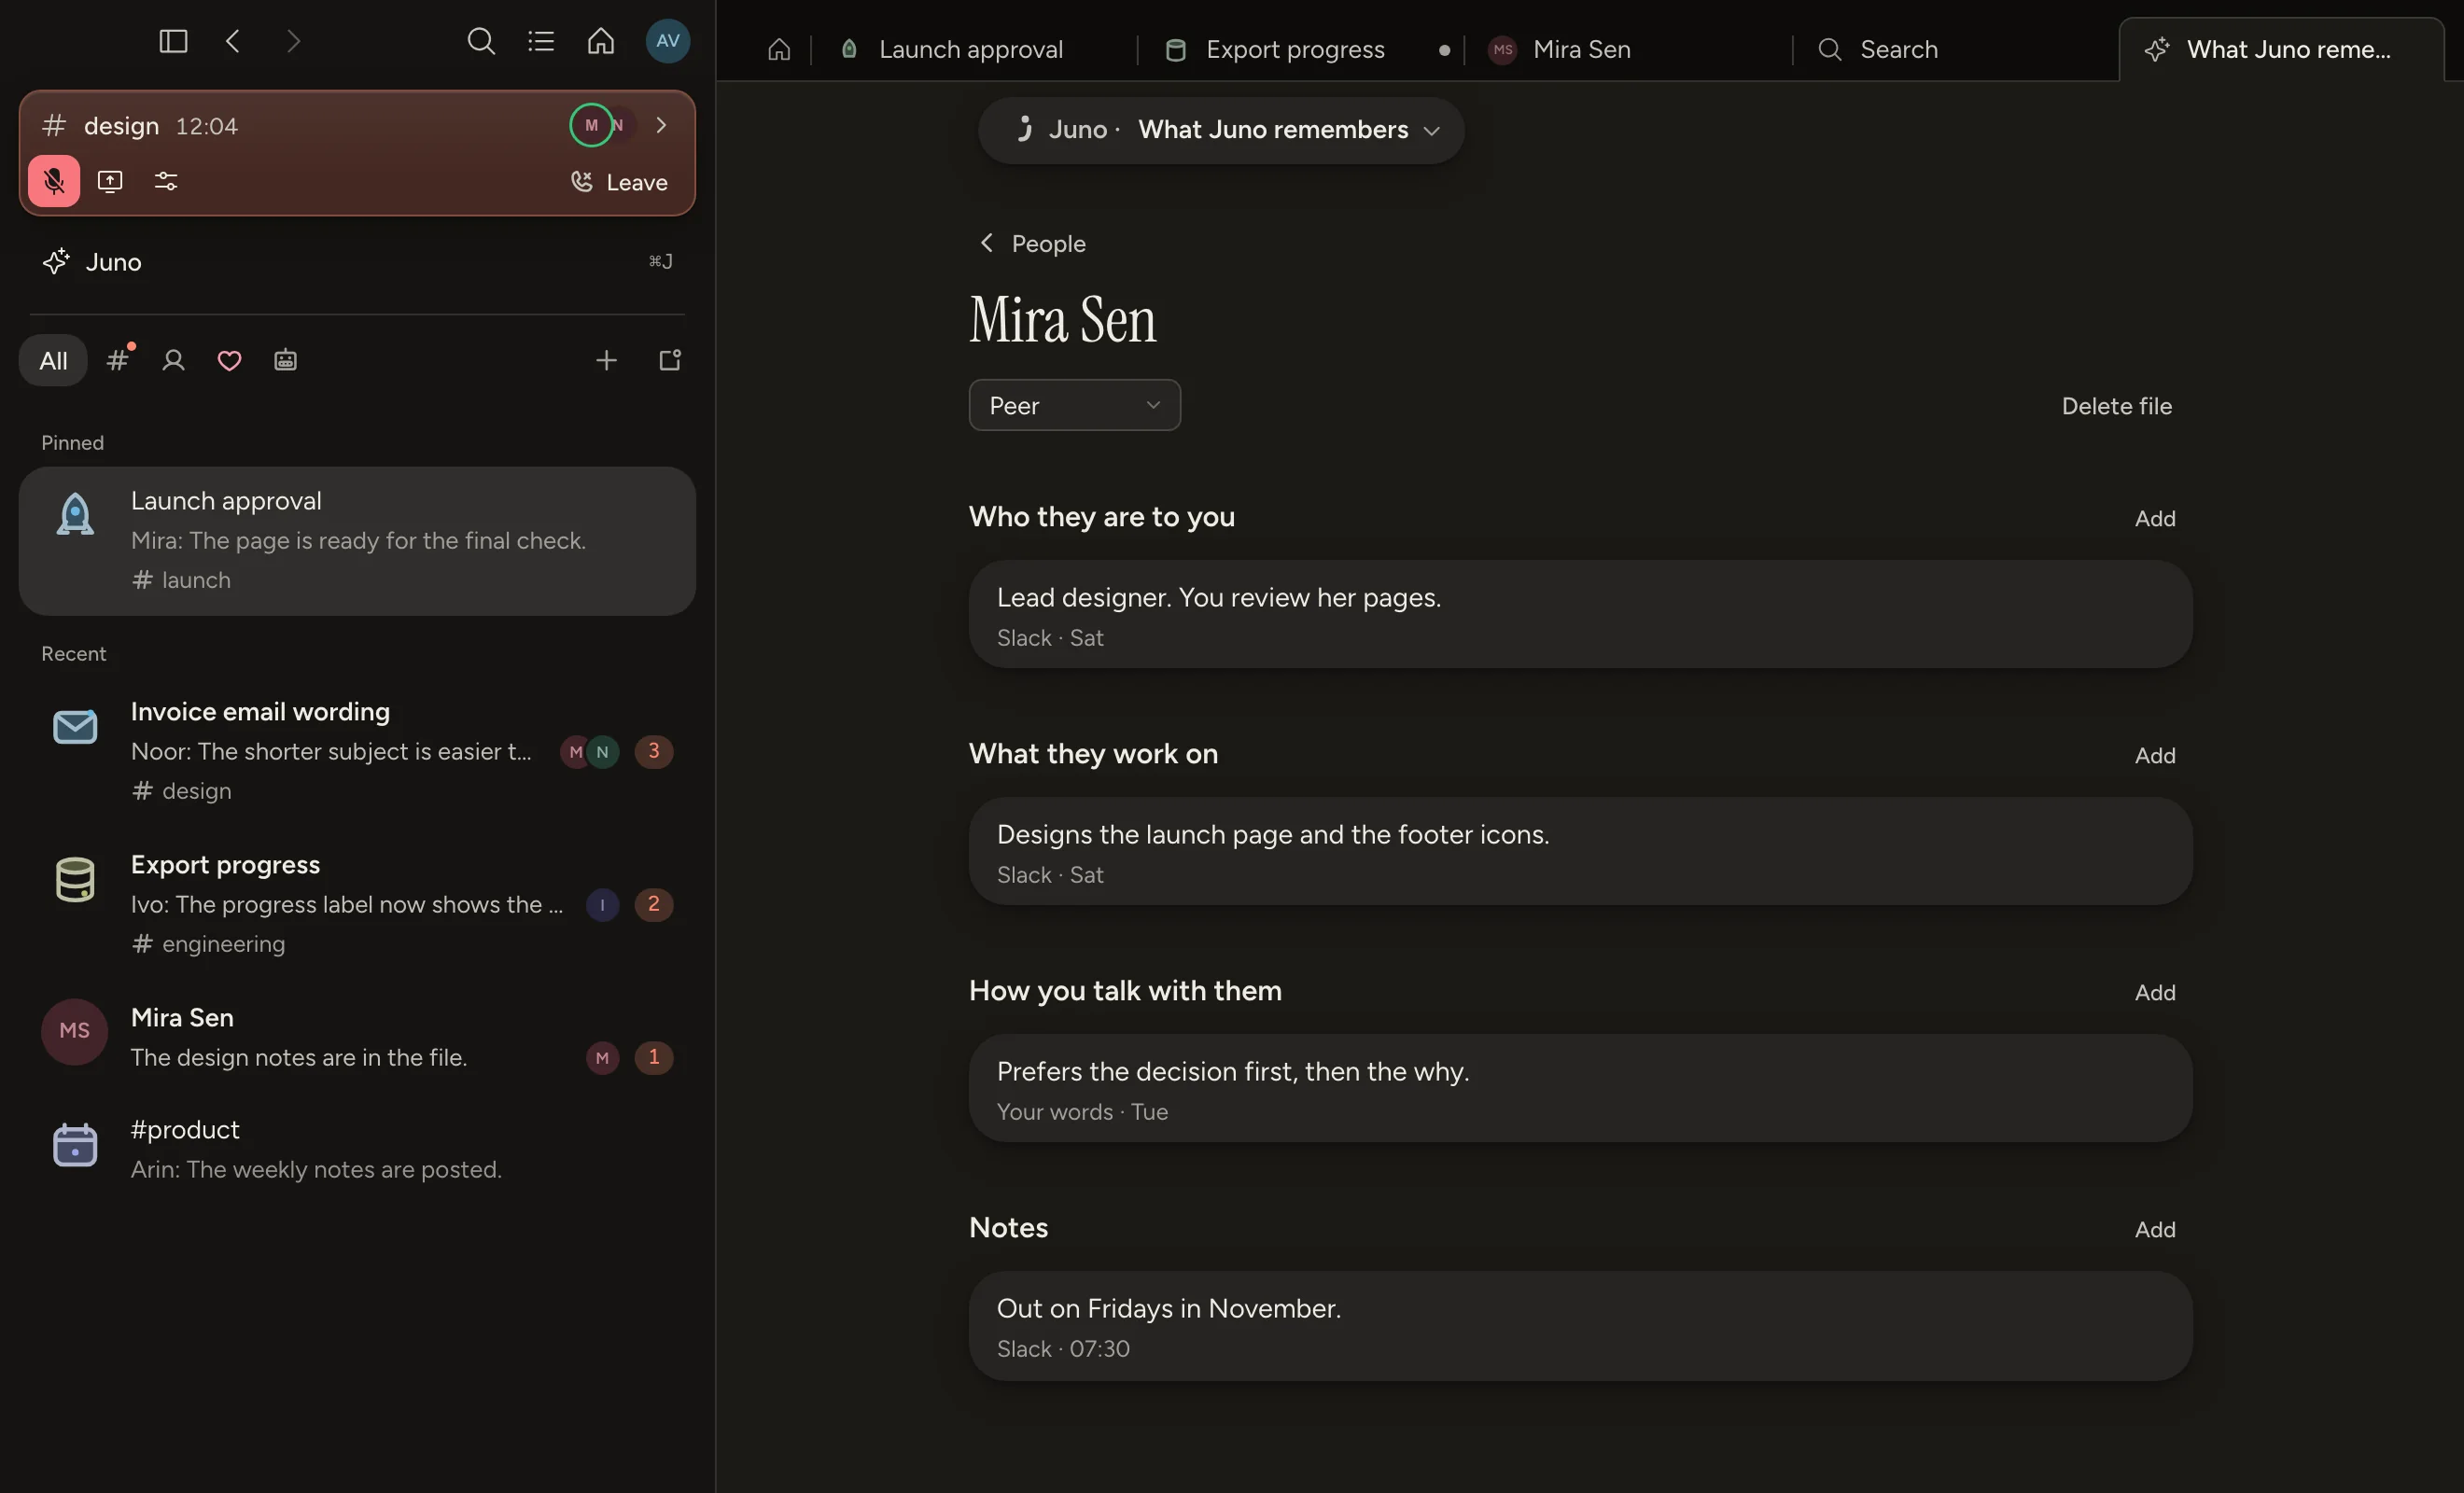 AV
# design 12:04
M N
Leave
Juno ⌘J
All
Pinned
Launch approval
Mira: The page is ready for the final check.
# launch
Recent
Invoice email wording
Noor: The shorter subject is easier t... M N 3
# design
Export progress
Ivo: The progress label now shows the ... I 2
# engineering
MS Mira Sen
The design notes are in the file. M 1
#product
Arin: The weekly notes are posted.
Launch approval
Export progress
MS Mira Sen
Search
What Juno reme...
Juno · What Juno remembers
People
Mira Sen
Peer
Delete file
Who they are to you Add
Lead designer. You review her pages.
Slack · Sat
What they work on Add
Designs the launch page and the footer icons.
Slack · Sat
How you talk with them Add
Prefers the decision first, then the why.
Your words · Tue
Notes Add
Out on Fridays in November.
Slack · 07:30